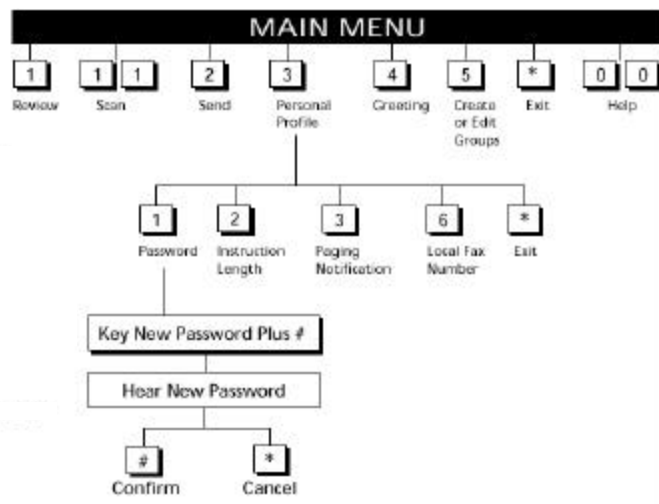 MAIN MENU
1 1 1 2 3 4 5 * 0 0
Review Scan Send Personal Greeting Create Exit Help
Profile or Edit
Groups
1 2 3 6 *
Password Instruction Paging Local Fax Exit
Length Notification Number
Key New Password Plus #
Hear New Password
# *
Confirm Cancel